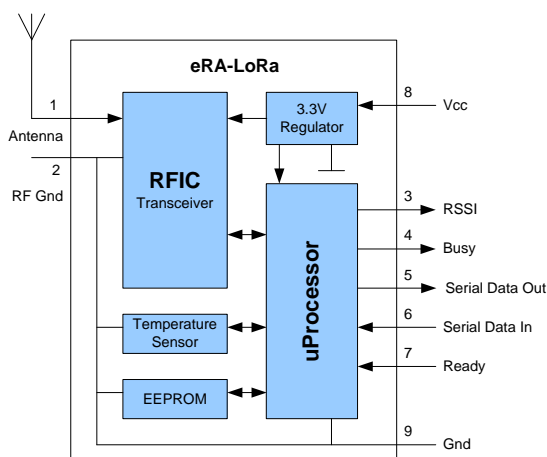 eRA-LoRa
1
Antenna
2
RF Gnd
RFIC
Transceiver
3.3V
Regulator
8
Vcc
3
RSSI
4
Busy
5
Serial Data Out
6
Serial Data In
7
Ready
uProcessor
Temperature
Sensor
EEPROM
9
Gnd